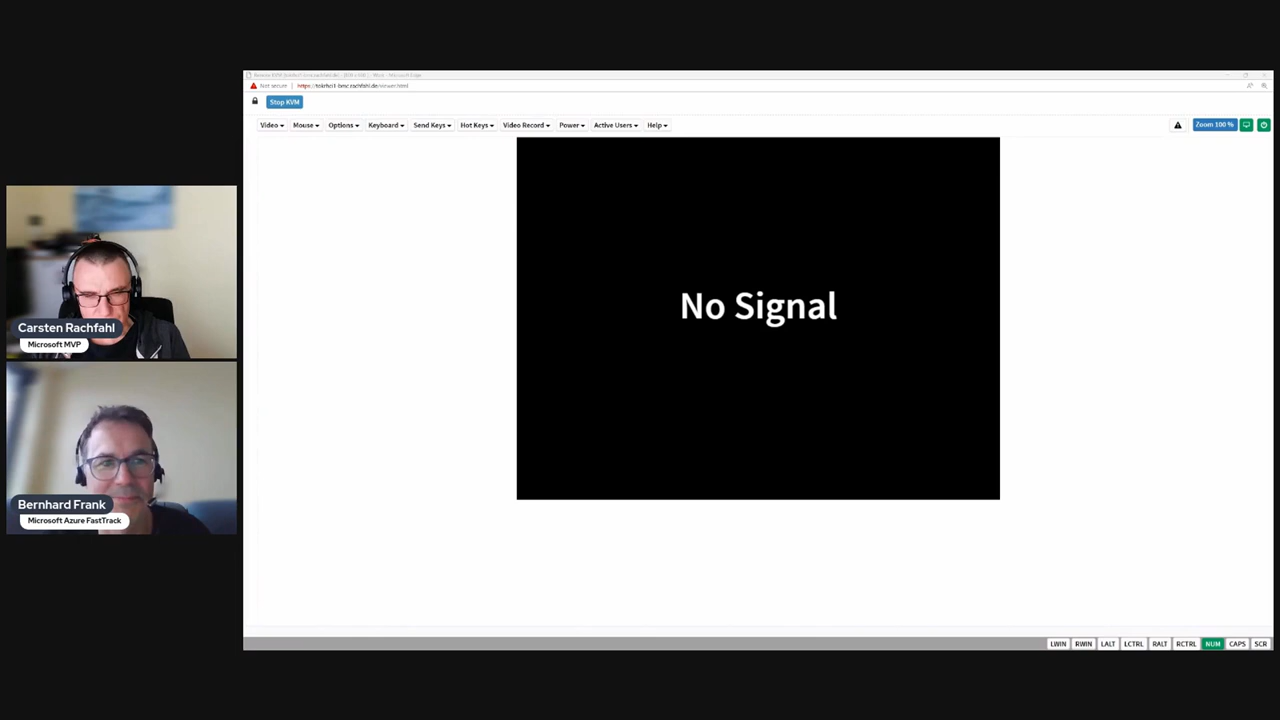 Not secure
Stop KVM
Video
Mouse
Options
Keyboard
Send Keys
Hot Keys
Video Record
Power
Active Users
Help
Zoom 100 %
No Signal
Carsten Rachfahl
Microsoft MVP
Bernhard Frank
Microsoft Azure FastTrack
LWIN
RWIN
LALT
LCTRL
RALT
RCTRL
NUM
CAPS
SCR